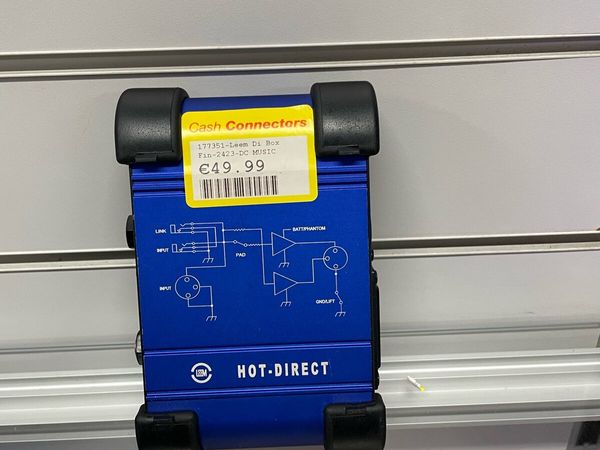 Cash Connectors
177351-Leem Di Box
Fin-2423-DC MUSIC
€49.99
LINK
INPUT
PAD
BATT/PHANTOM
INPUT
GND/LIFT
HOT-DIRECT